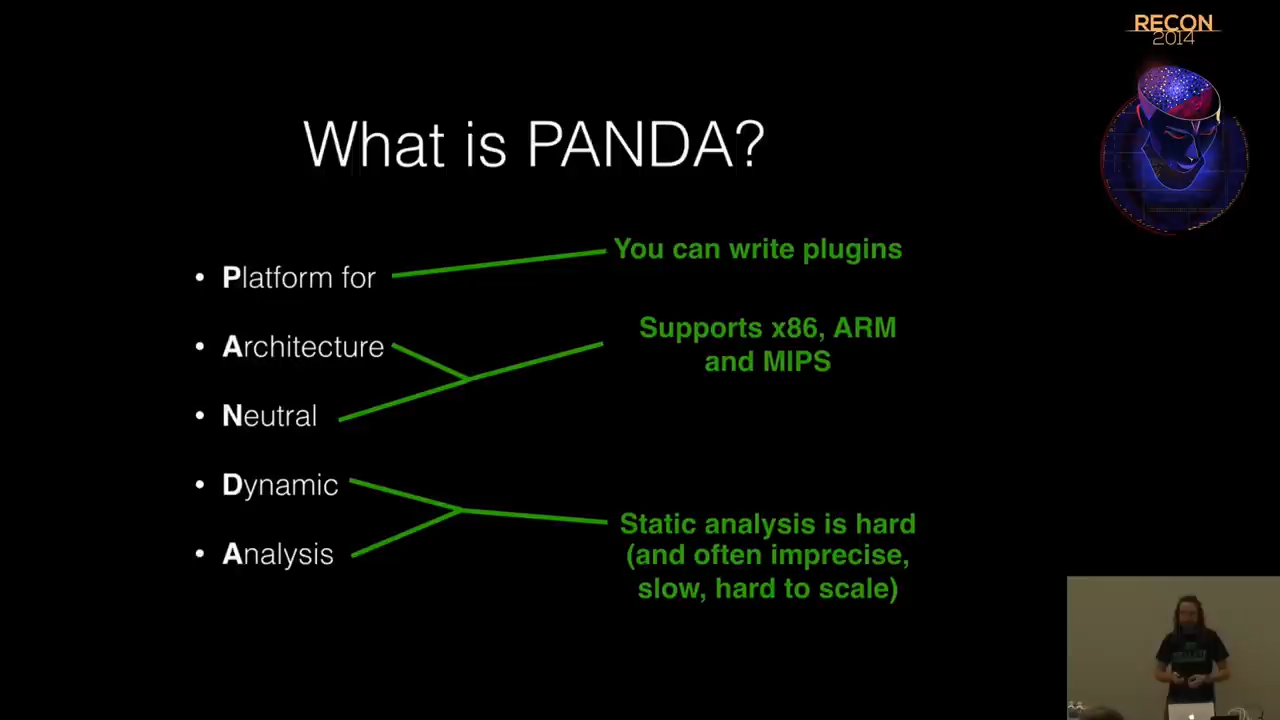 RECON
2014
What is PANDA?
• Platform for
You can write plugins
• Architecture
Supports x86, ARM
and MIPS
• Neutral
• Dynamic
• Analysis
Static analysis is hard
(and often imprecise,
slow, hard to scale)